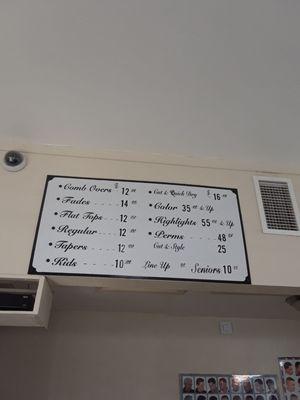 • Comb Overs $ 12 00
• Fades ..... 14 00
• Flat Tops ... 12 00
• Regular ..... 12 00
• Tapers ...... 12 00
• Kids - - - - - 10 00
• Cut & Quick Dry $ 16 00
• Color 35 00 & Up
• Highlights 55 00 & Up
• Perms - - - - - 48 00
Cut & Style 25
Line Up Seniors 10 00